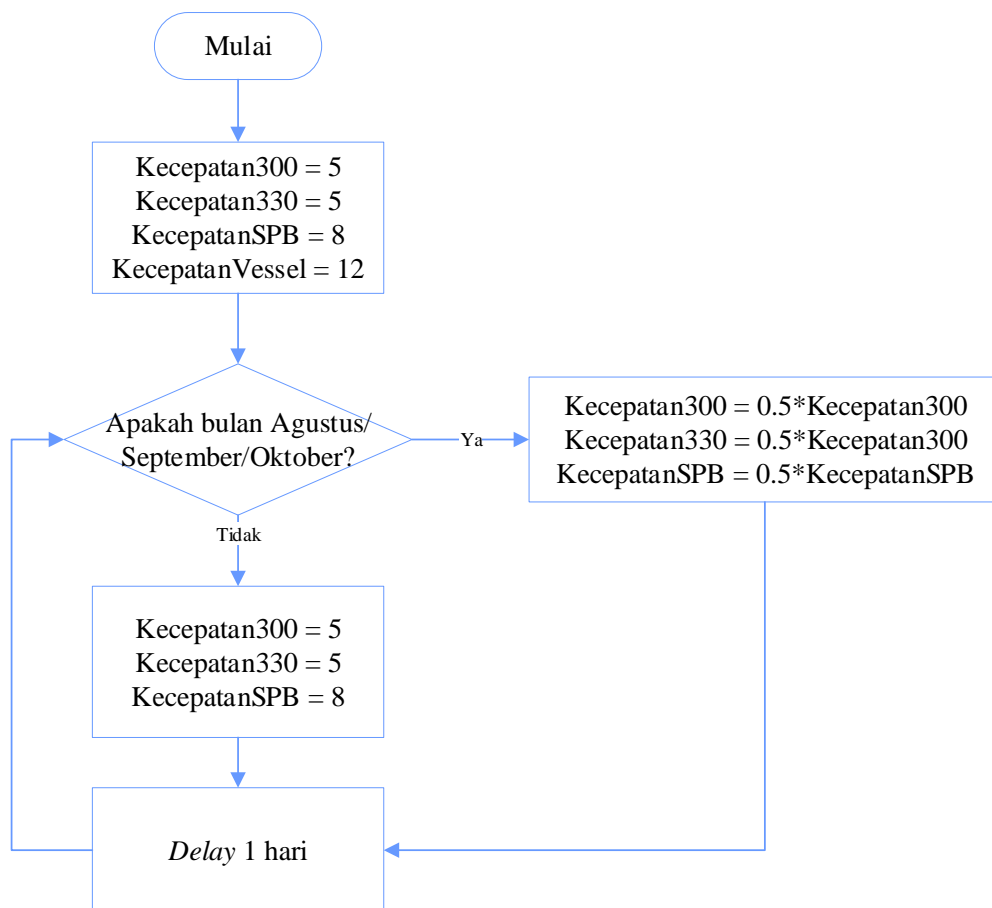 Mulai
Kecepatan300 = 5
Kecepatan330 = 5
KecepatanSPB = 8
KecepatanVessel = 12
Apakah bulan Agustus/
September/Oktober?
Ya
Kecepatan300 = 0.5*Kecepatan300
Kecepatan330 = 0.5*Kecepatan300
KecepatanSPB = 0.5*KecepatanSPB
Tidak
Kecepatan300 = 5
Kecepatan330 = 5
KecepatanSPB = 8
Delay 1 hari